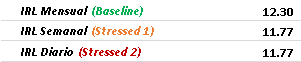 IRL Mensual (Baseline) 12.30
IRL Semanal (Stressed 1) 11.77
IRL Diario (Stressed 2) 11.77